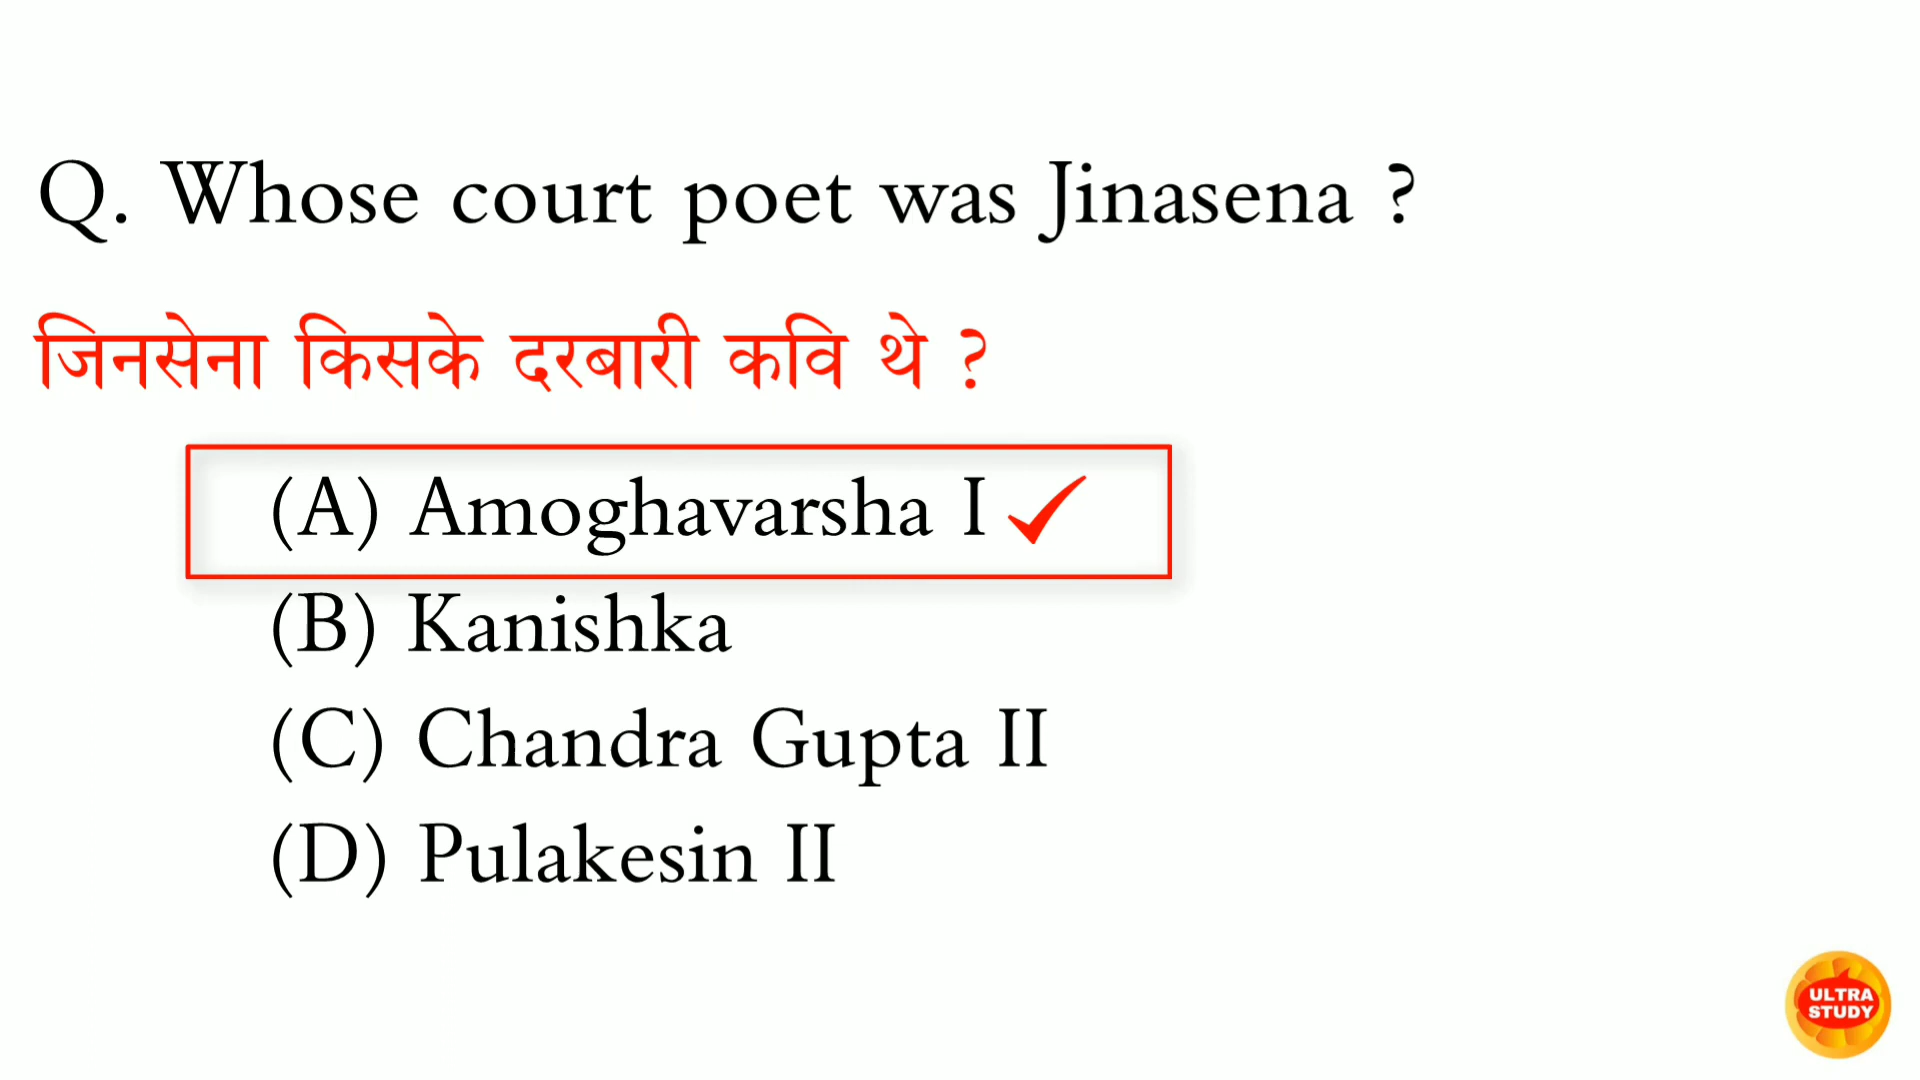 Q. Whose court poet was Jinasena ?
जिनसेना किसके दरबारी कवि थे ?
(A) Amoghavarsha I ✓
(B) Kanishka
(C) Chandra Gupta II
(D) Pulakesin II
ULTRA
STUDY